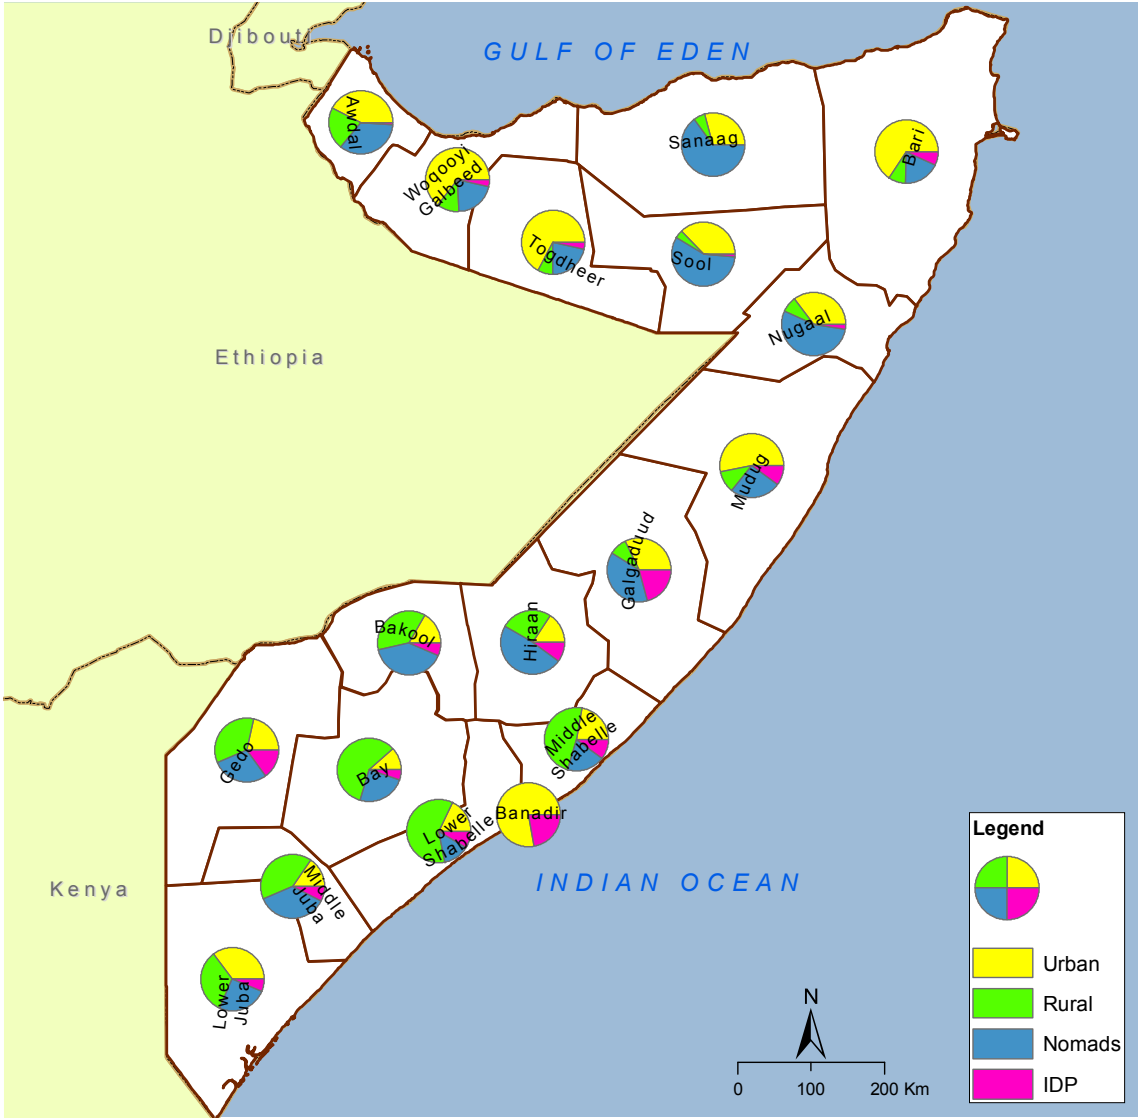 Djibouti
GULF OF EDEN
Awdal
Woqooyi
Galbeed
Togdheer
Sanaag
Sool
Bari
Nugaal
Ethiopia
Mudug
Galgaduud
Hiraan
Bakool
Gedo
Bay
Middle
Shabelle
Banadir
Lower
Shabelle
Middle
Juba
Lower
Juba
Kenya
INDIAN OCEAN
N
0 100 200 Km
Legend
Urban
Rural
Nomads
IDP